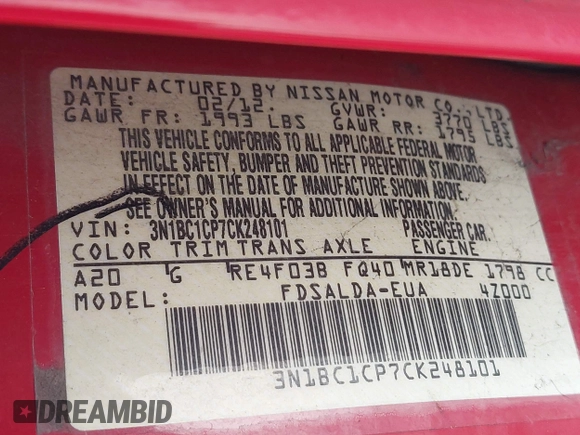 MANUFACTURED BY NISSAN MOTOR CO., LTD.
DATE: 02/12. GVWR: 3770 LBS
GAWR FR: 1993 LBS GAWR RR: 1795 LBS
THIS VEHICLE CONFORMS TO ALL APPLICABLE FEDERAL MOTOR
VEHICLE SAFETY, BUMPER AND THEFT PREVENTION STANDARDS
IN EFFECT ON THE DATE OF MANUFACTURE SHOWN ABOVE.
SEE OWNER'S MANUAL FOR ADDITIONAL INFORMATION.
VIN: 3N1BC1CP7CK248101 PASSENGER CAR
COLOR TRIM TRANS AXLE ENGINE
A20 G RE4F03B FQ40 MR18DE 1798 CC
MODEL: FDSALDA-EUA 4Z000
3N1BC1CP7CK248101
DREAMBID